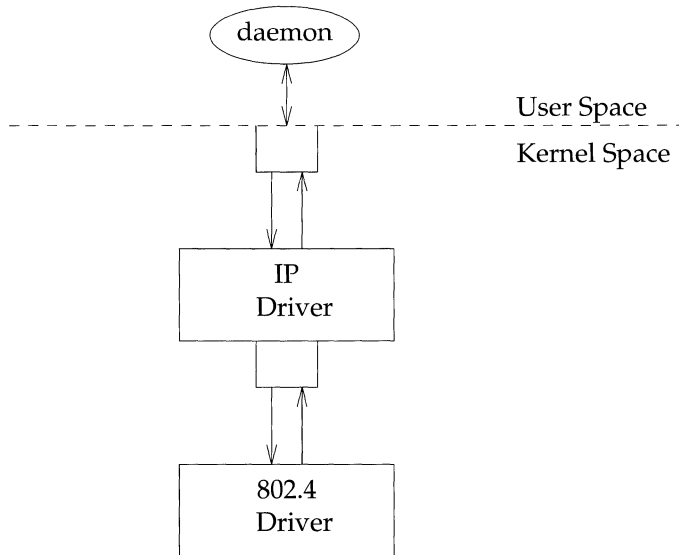 daemon
User Space
Kernel Space
IP
Driver
802.4
Driver